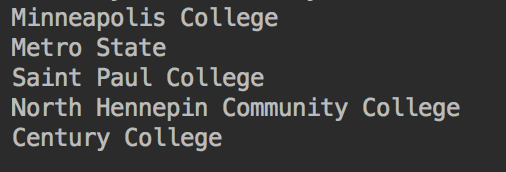 Minneapolis College
Metro State
Saint Paul College
North Hennepin Community College
Century College